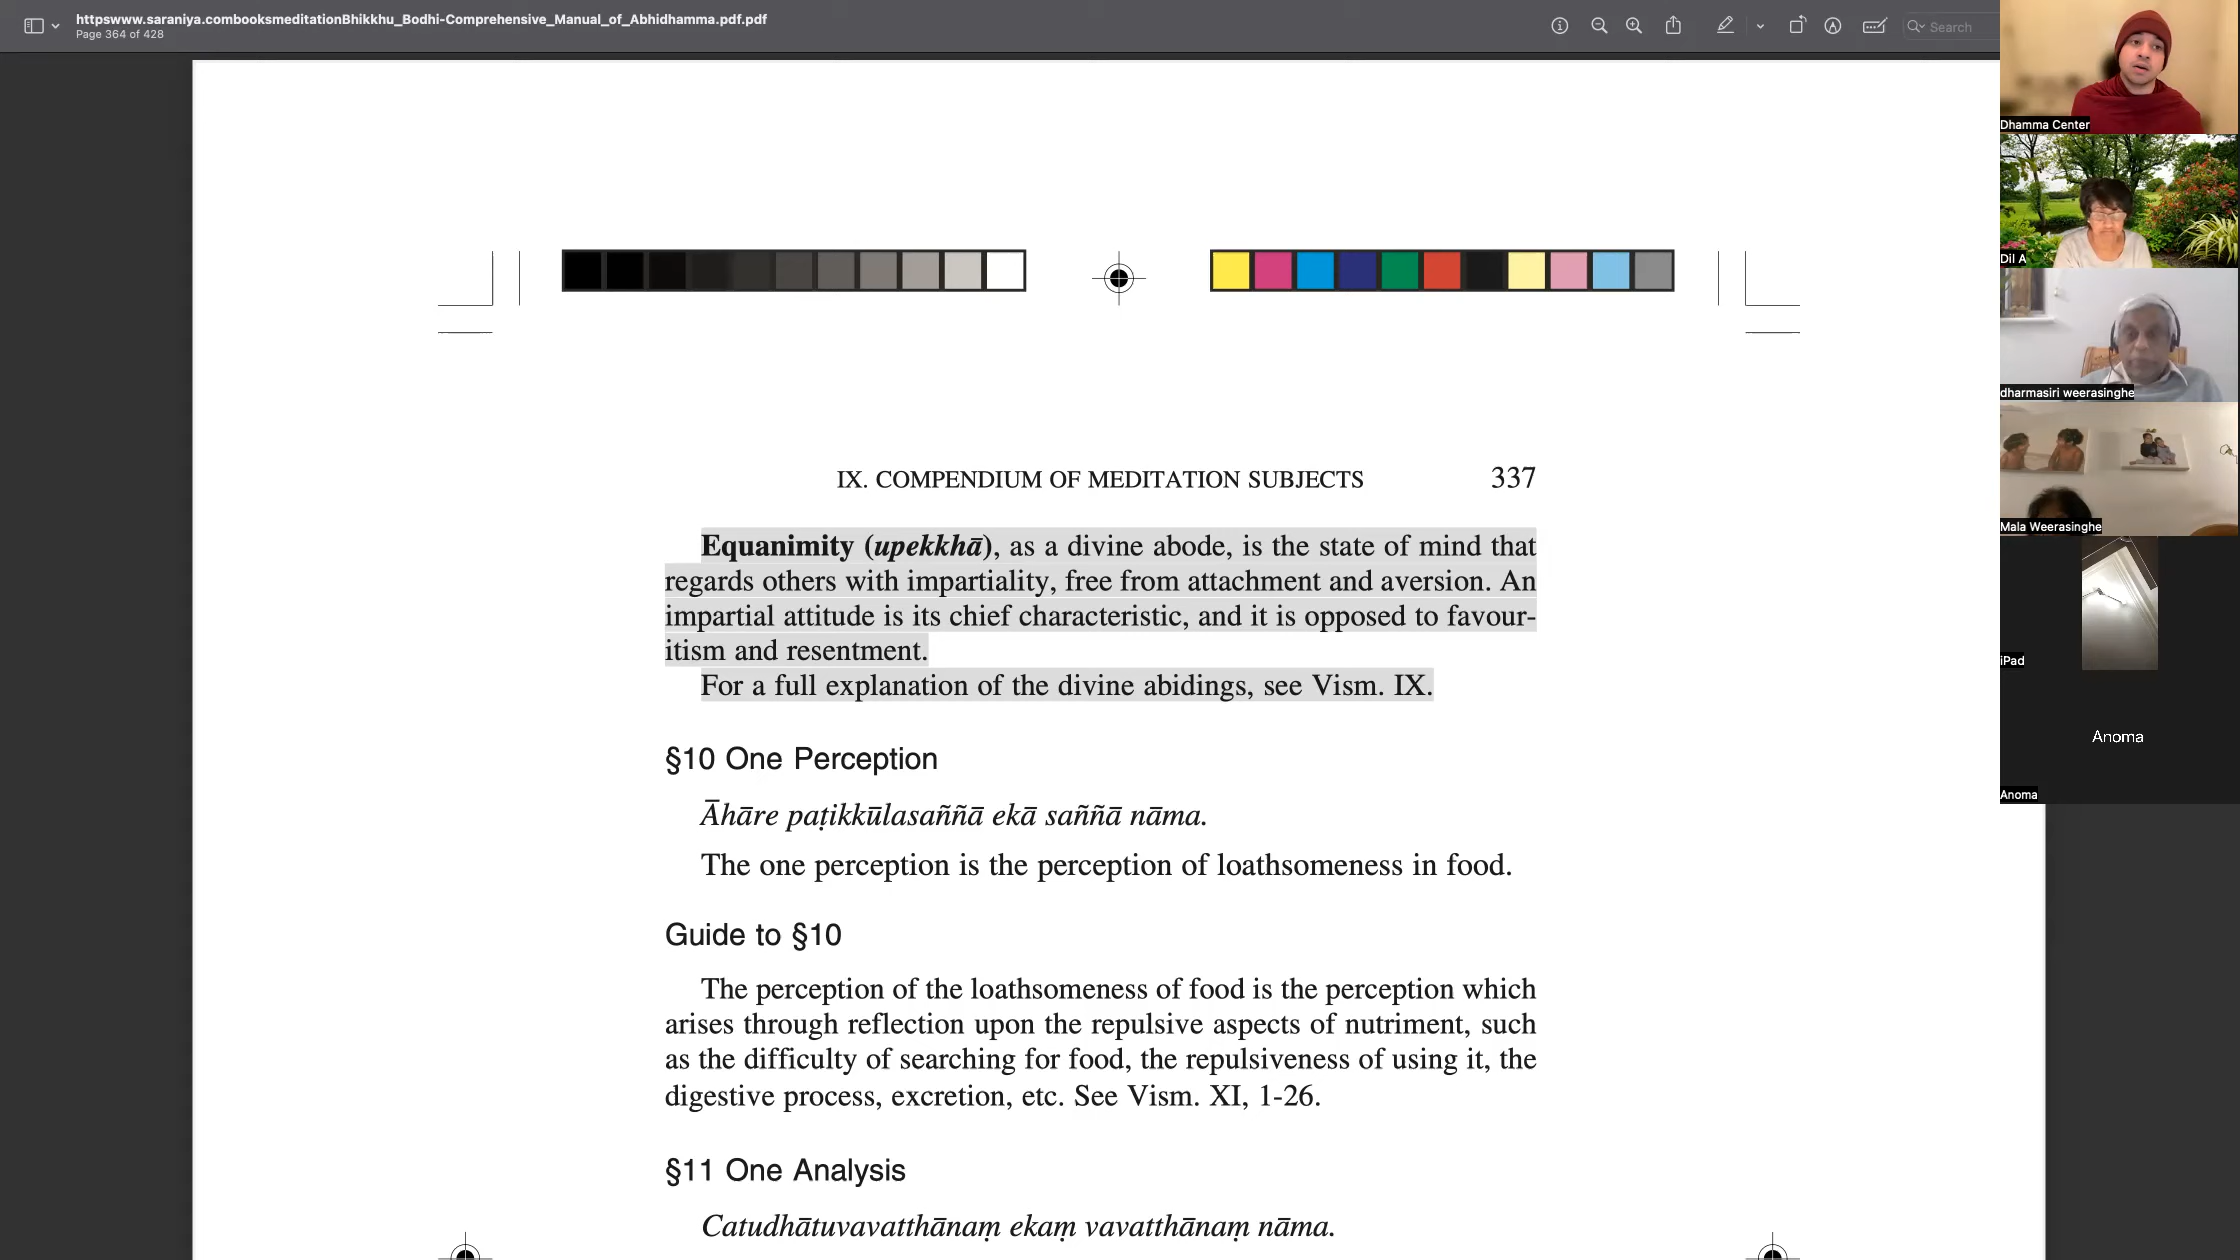 httpswww.saraniya.combooksmeditationBhikkhu_Bodhi-Comprehensive_Manual_of_Abhidhamma.pdf.pdf
Page 364 of 428
Search
IX. COMPENDIUM OF MEDITATION SUBJECTS 337
Equanimity (upekkhā), as a divine abode, is the state of mind that
regards others with impartiality, free from attachment and aversion. An
impartial attitude is its chief characteristic, and it is opposed to favour-
itism and resentment.
For a full explanation of the divine abidings, see Vism. IX.
§10 One Perception
Āhāre paṭikkūlasaññā ekā saññā nāma.
The one perception is the perception of loathsomeness in food.
Guide to §10
The perception of the loathsomeness of food is the perception which
arises through reflection upon the repulsive aspects of nutriment, such
as the difficulty of searching for food, the repulsiveness of using it, the
digestive process, excretion, etc. See Vism. XI, 1-26.
§11 One Analysis
Catudhātuvavatthānaṃ ekaṃ vavatthānaṃ nāma.
Dhamma Center
Dil A
dharmasiri weerasinghe
Mala Weerasinghe
iPad
Anoma
Anoma